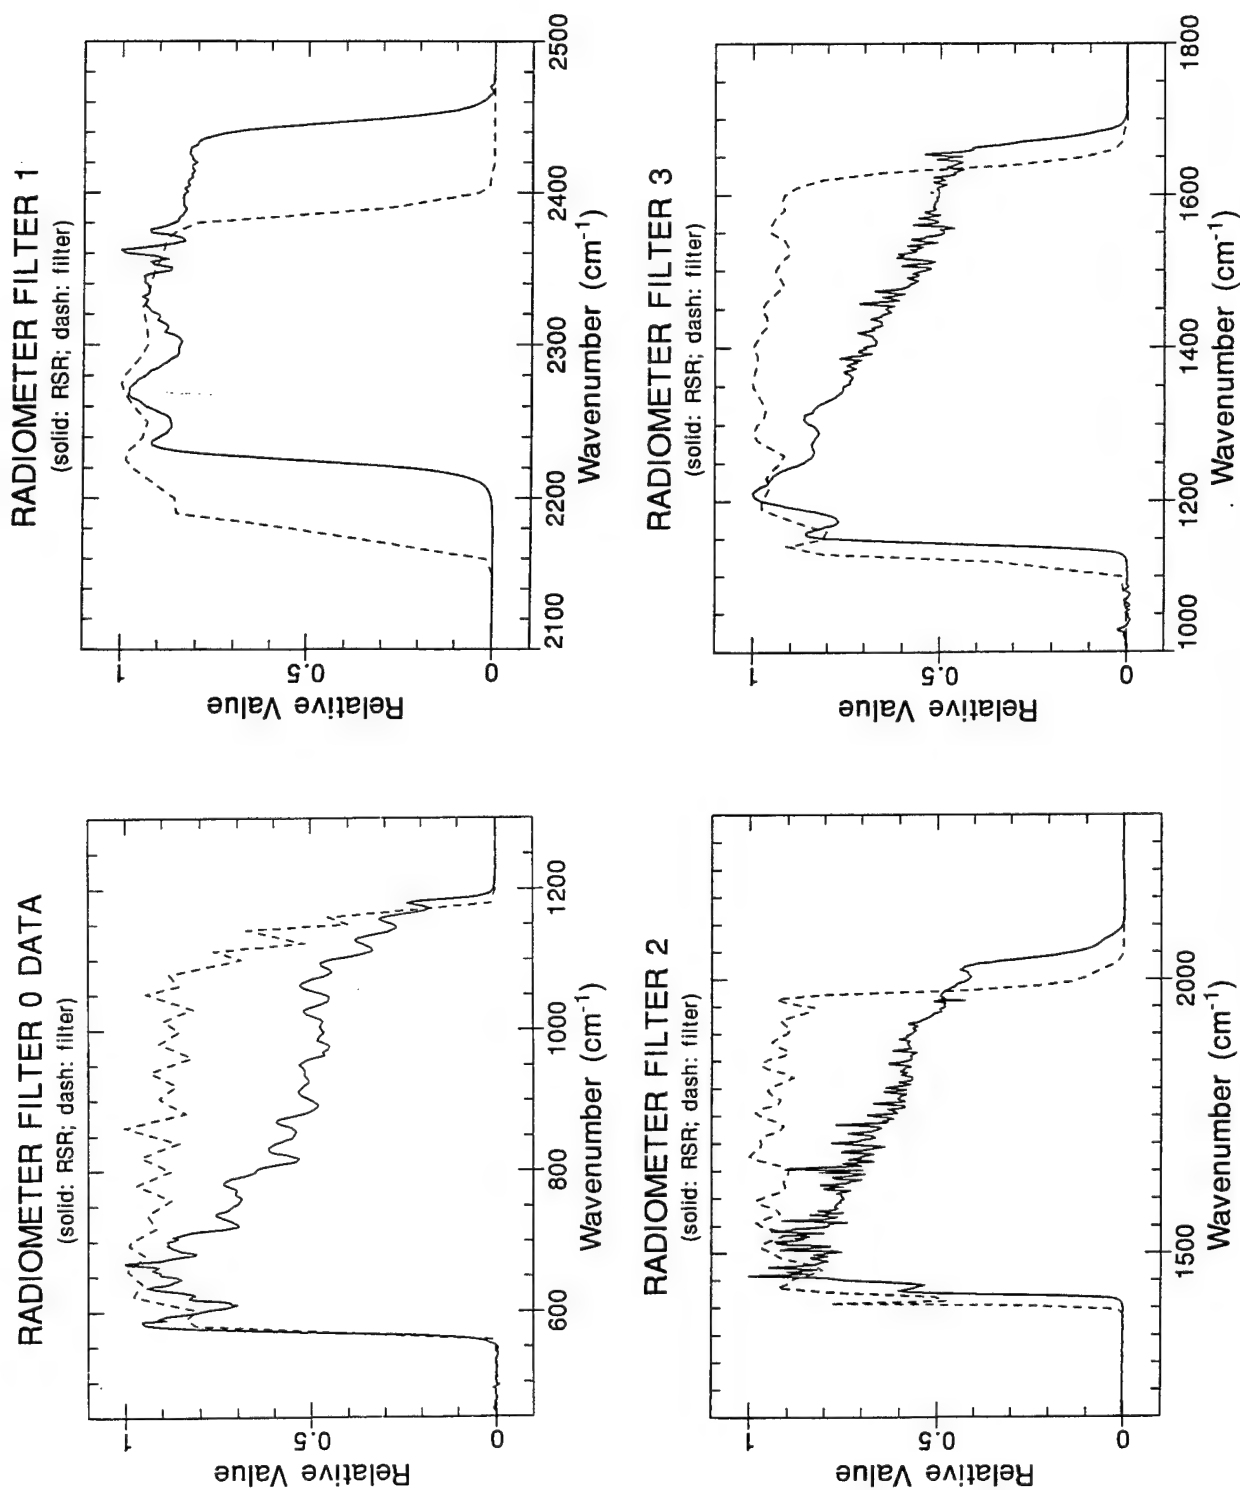 RADIOMETER FILTER 0 DATA
(solid: RSR; dash: filter)
Relative Value
1
0.5
0
600
800
1000
1200
Wavenumber (cm-1)
RADIOMETER FILTER 1
(solid: RSR; dash: filter)
Relative Value
1
0.5
0
2100
2200
2300
2400
2500
Wavenumber (cm-1)
RADIOMETER FILTER 2
(solid: RSR; dash: filter)
Relative Value
1
0.5
0
1500
2000
Wavenumber (cm-1)
RADIOMETER FILTER 3
(solid: RSR; dash: filter)
Relative Value
1
0.5
0
1000
1200
1400
1600
1800
Wavenumber (cm-1)